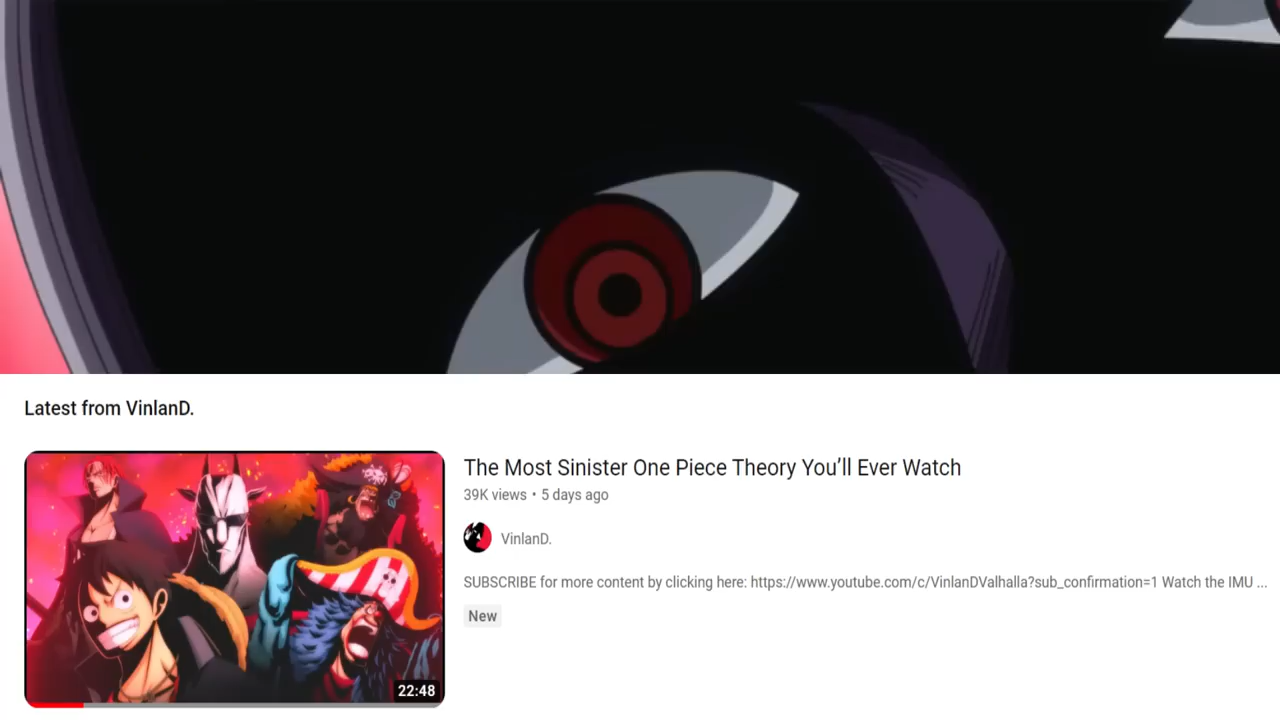 Latest from VinlanD.
The Most Sinister One Piece Theory You’ll Ever Watch
39K views • 5 days ago
VinlanD.
SUBSCRIBE for more content by clicking here: https://www.youtube.com/c/VinlanDValhalla?sub_confirmation=1 Watch the IMU ...
New
22:48